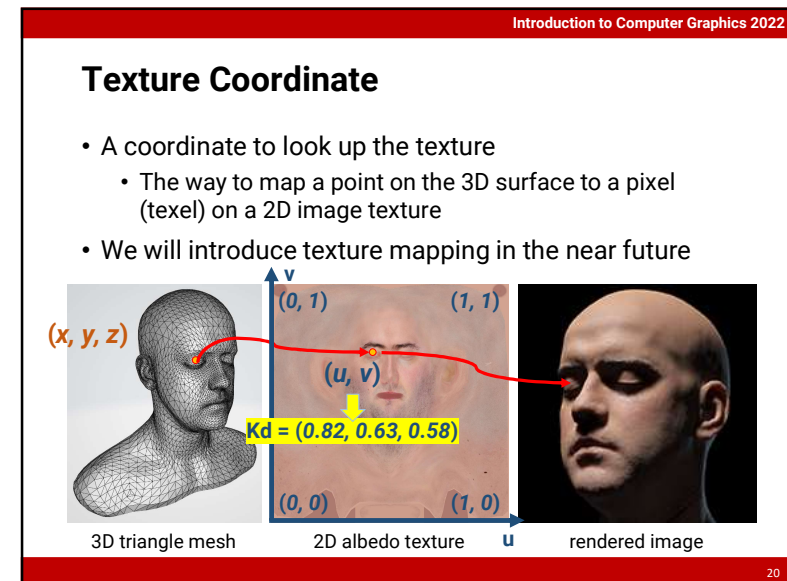 Introduction to Computer Graphics 2022
Texture Coordinate
• A coordinate to look up the texture
• The way to map a point on the 3D surface to a pixel
(texel) on a 2D image texture
• We will introduce texture mapping in the near future
v
(0, 1)
(1, 1)
(x, y, z)
(u, v)
Kd = (0.82, 0.63, 0.58)
(0, 0)
(1, 0)
u
3D triangle mesh
2D albedo texture
rendered image
20